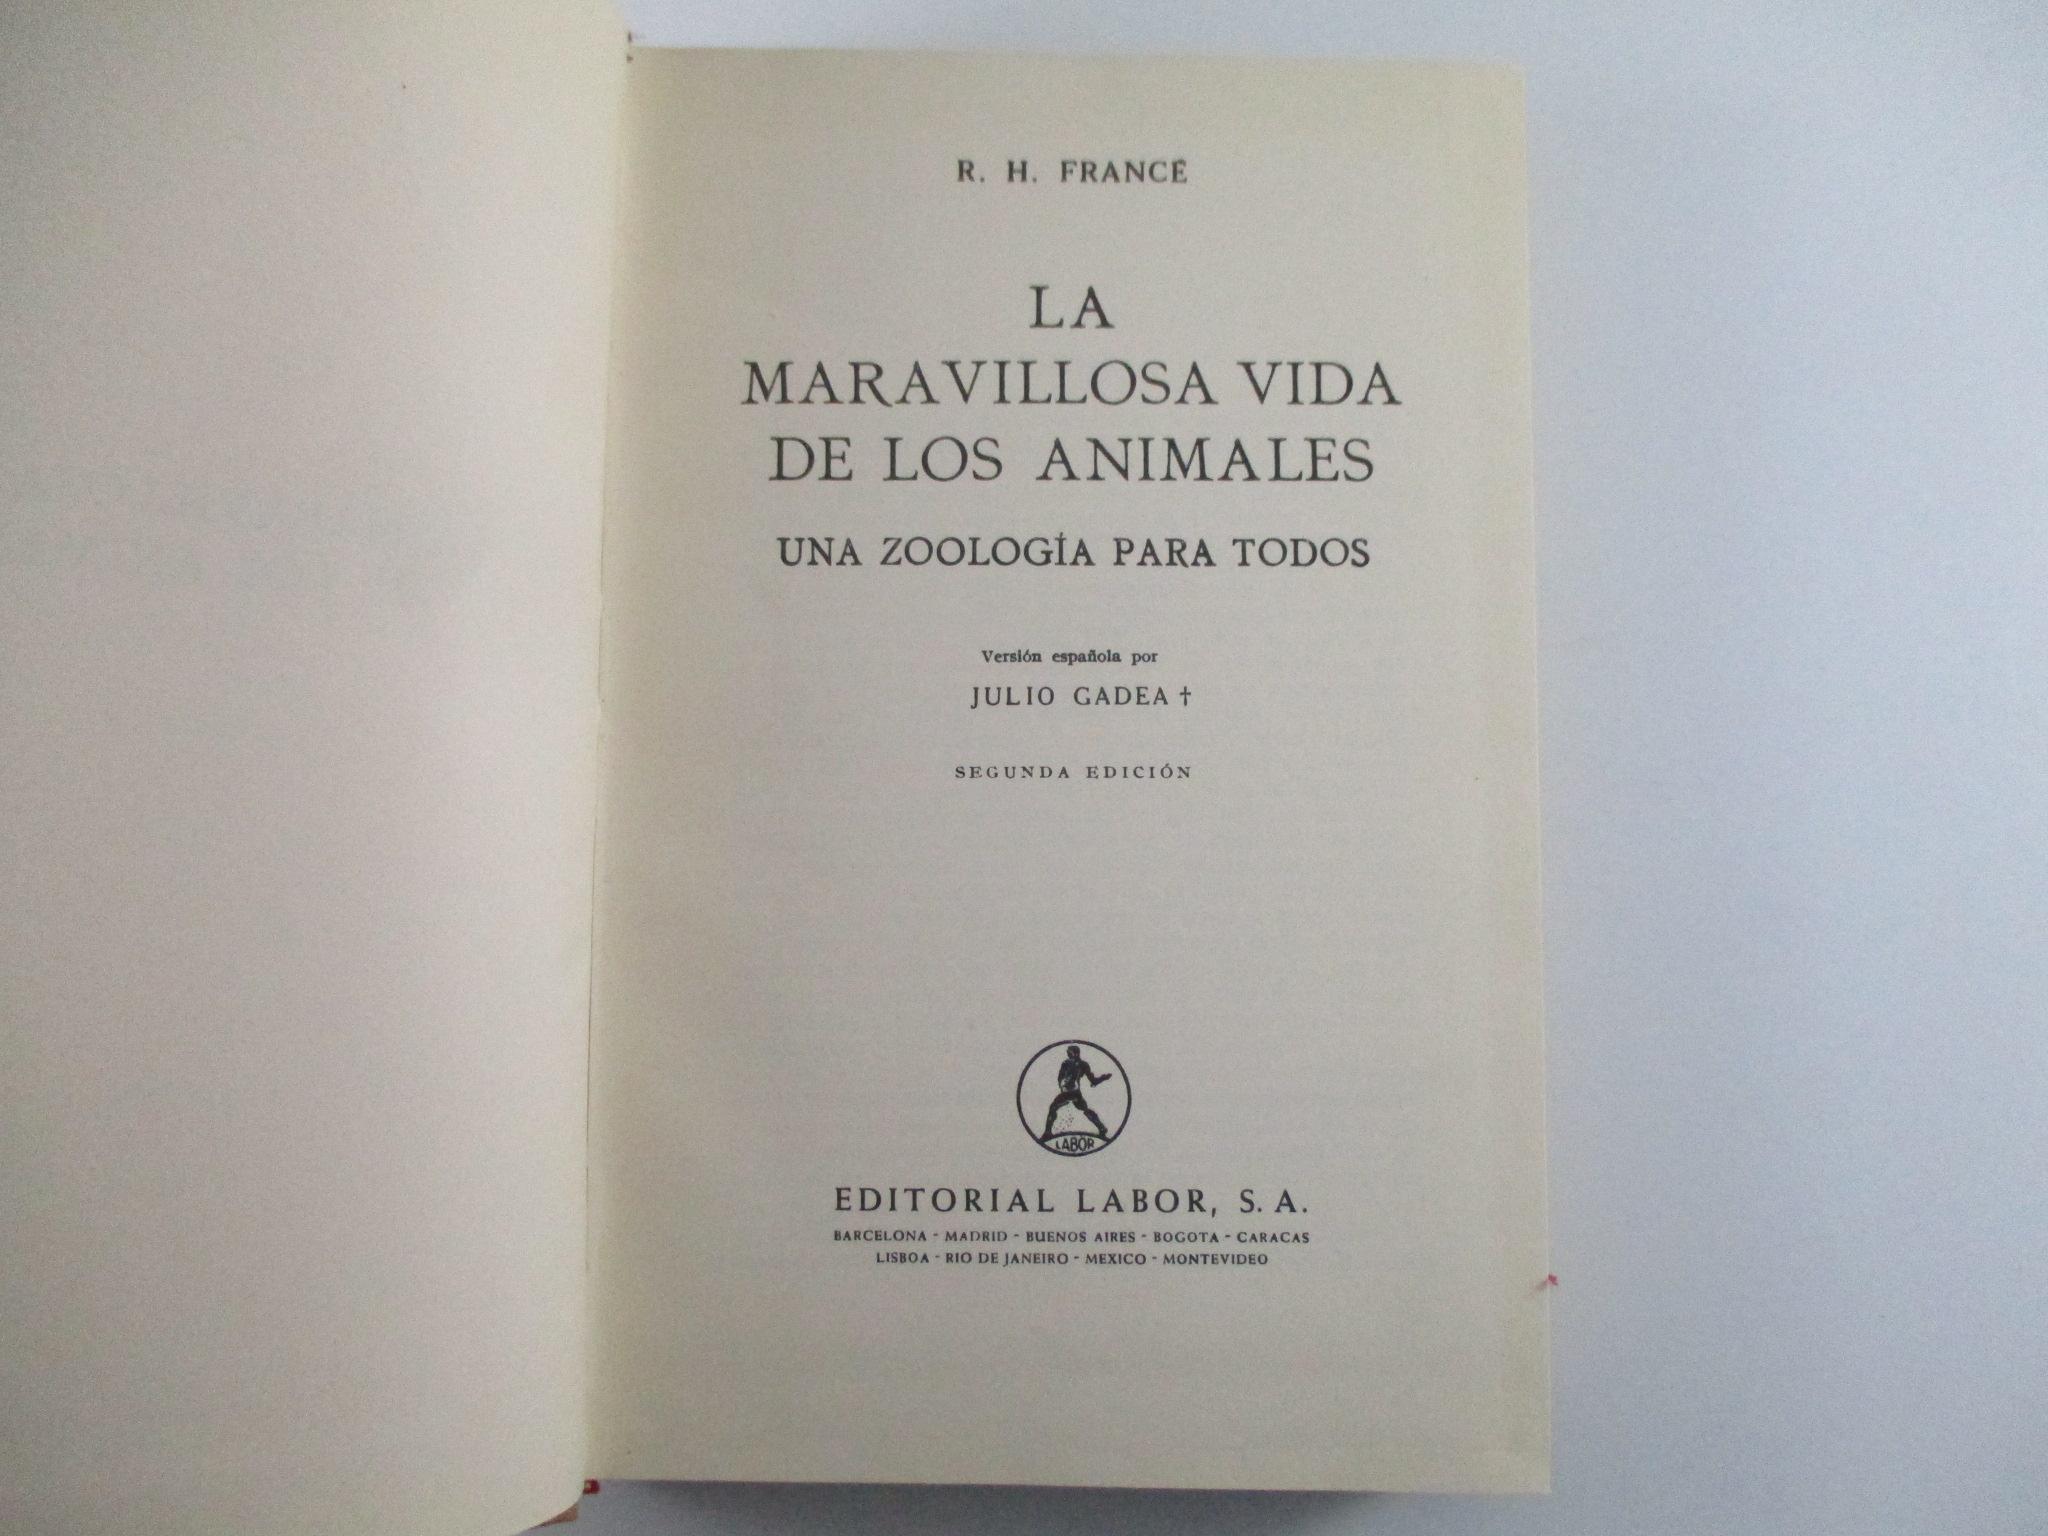 R. H. FRANCÉ
LA
MARAVILLOSA VIDA
DE LOS ANIMALES
UNA ZOOLOGÍA PARA TODOS
Versión española por
JULIO GADEA †
SEGUNDA EDICIÓN
LABOR
EDITORIAL LABOR, S. A.
BARCELONA - MADRID - BUENOS AIRES - BOGOTA - CARACAS
LISBOA - RIO DE JANEIRO - MEXICO - MONTEVIDEO